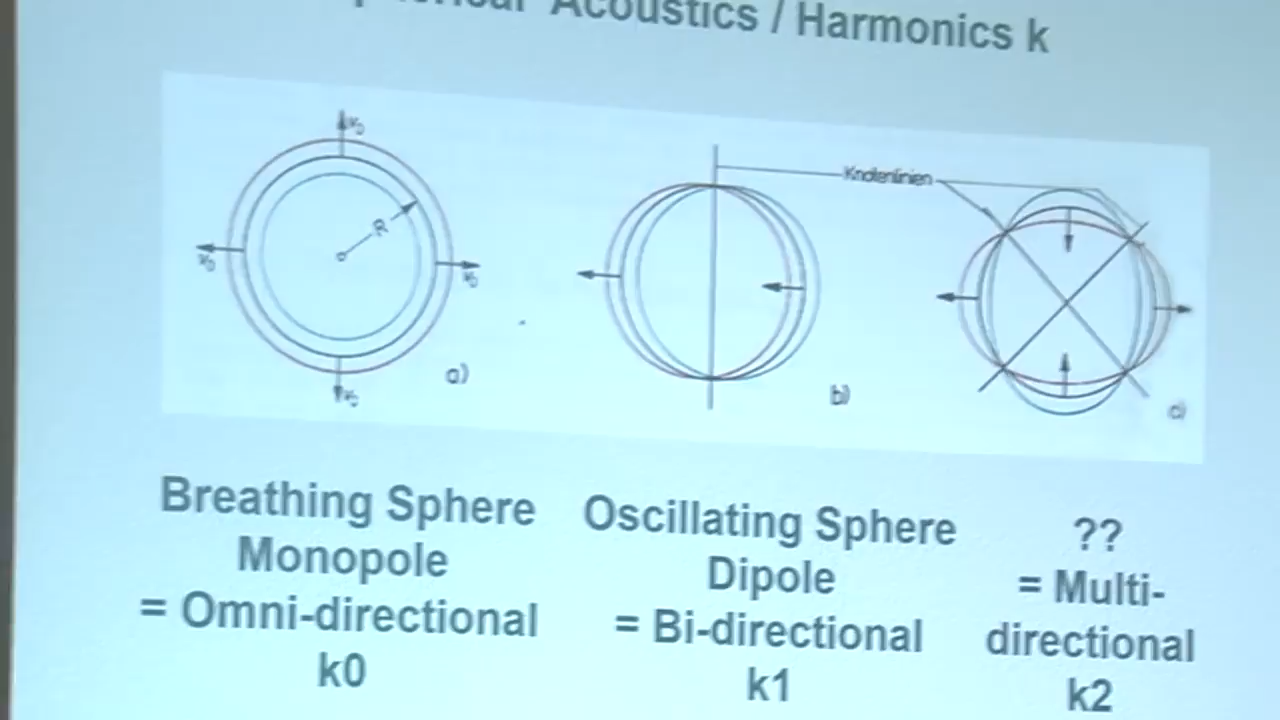 Acoustics / Harmonics k
R
Knotenlinien
a)
b)
c)
Breathing Sphere
Monopole
= Omni-directional
k0
Oscillating Sphere
Dipole
= Bi-directional
k1
??
= Multi-
directional
k2